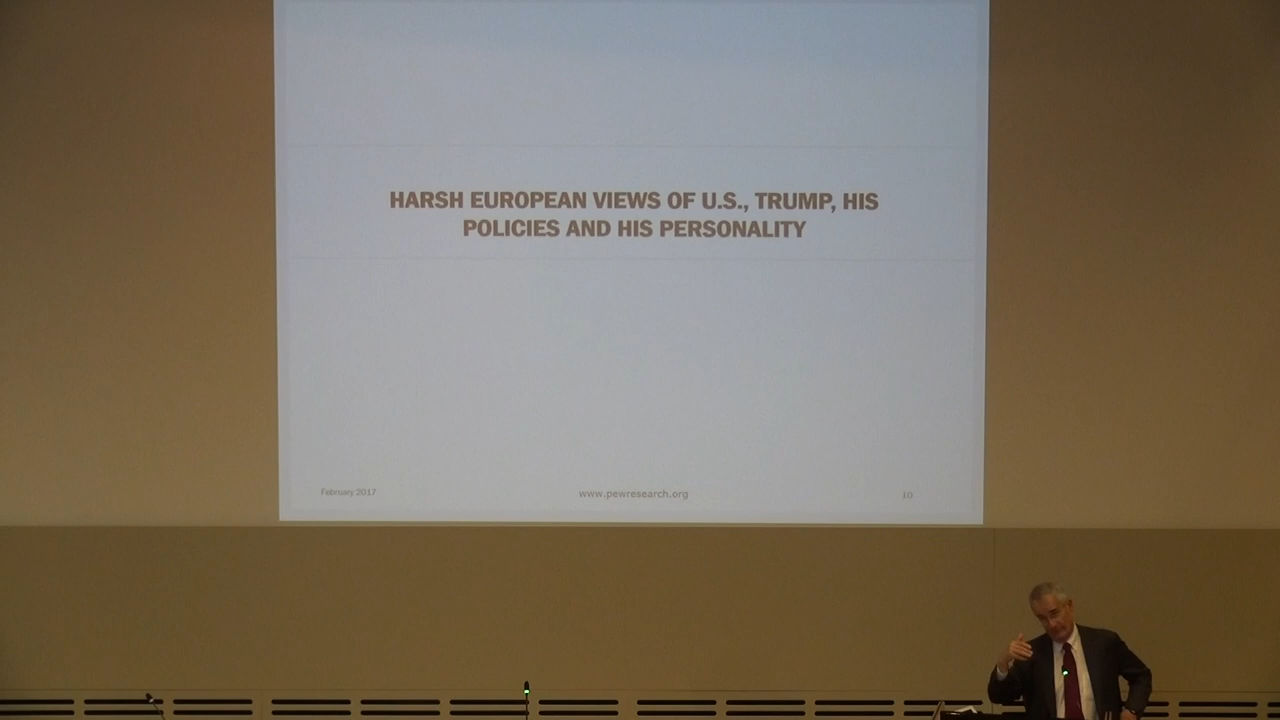 HARSH EUROPEAN VIEWS OF U.S., TRUMP, HIS
POLICIES AND HIS PERSONALITY
February 2017
www.pewresearch.org
10